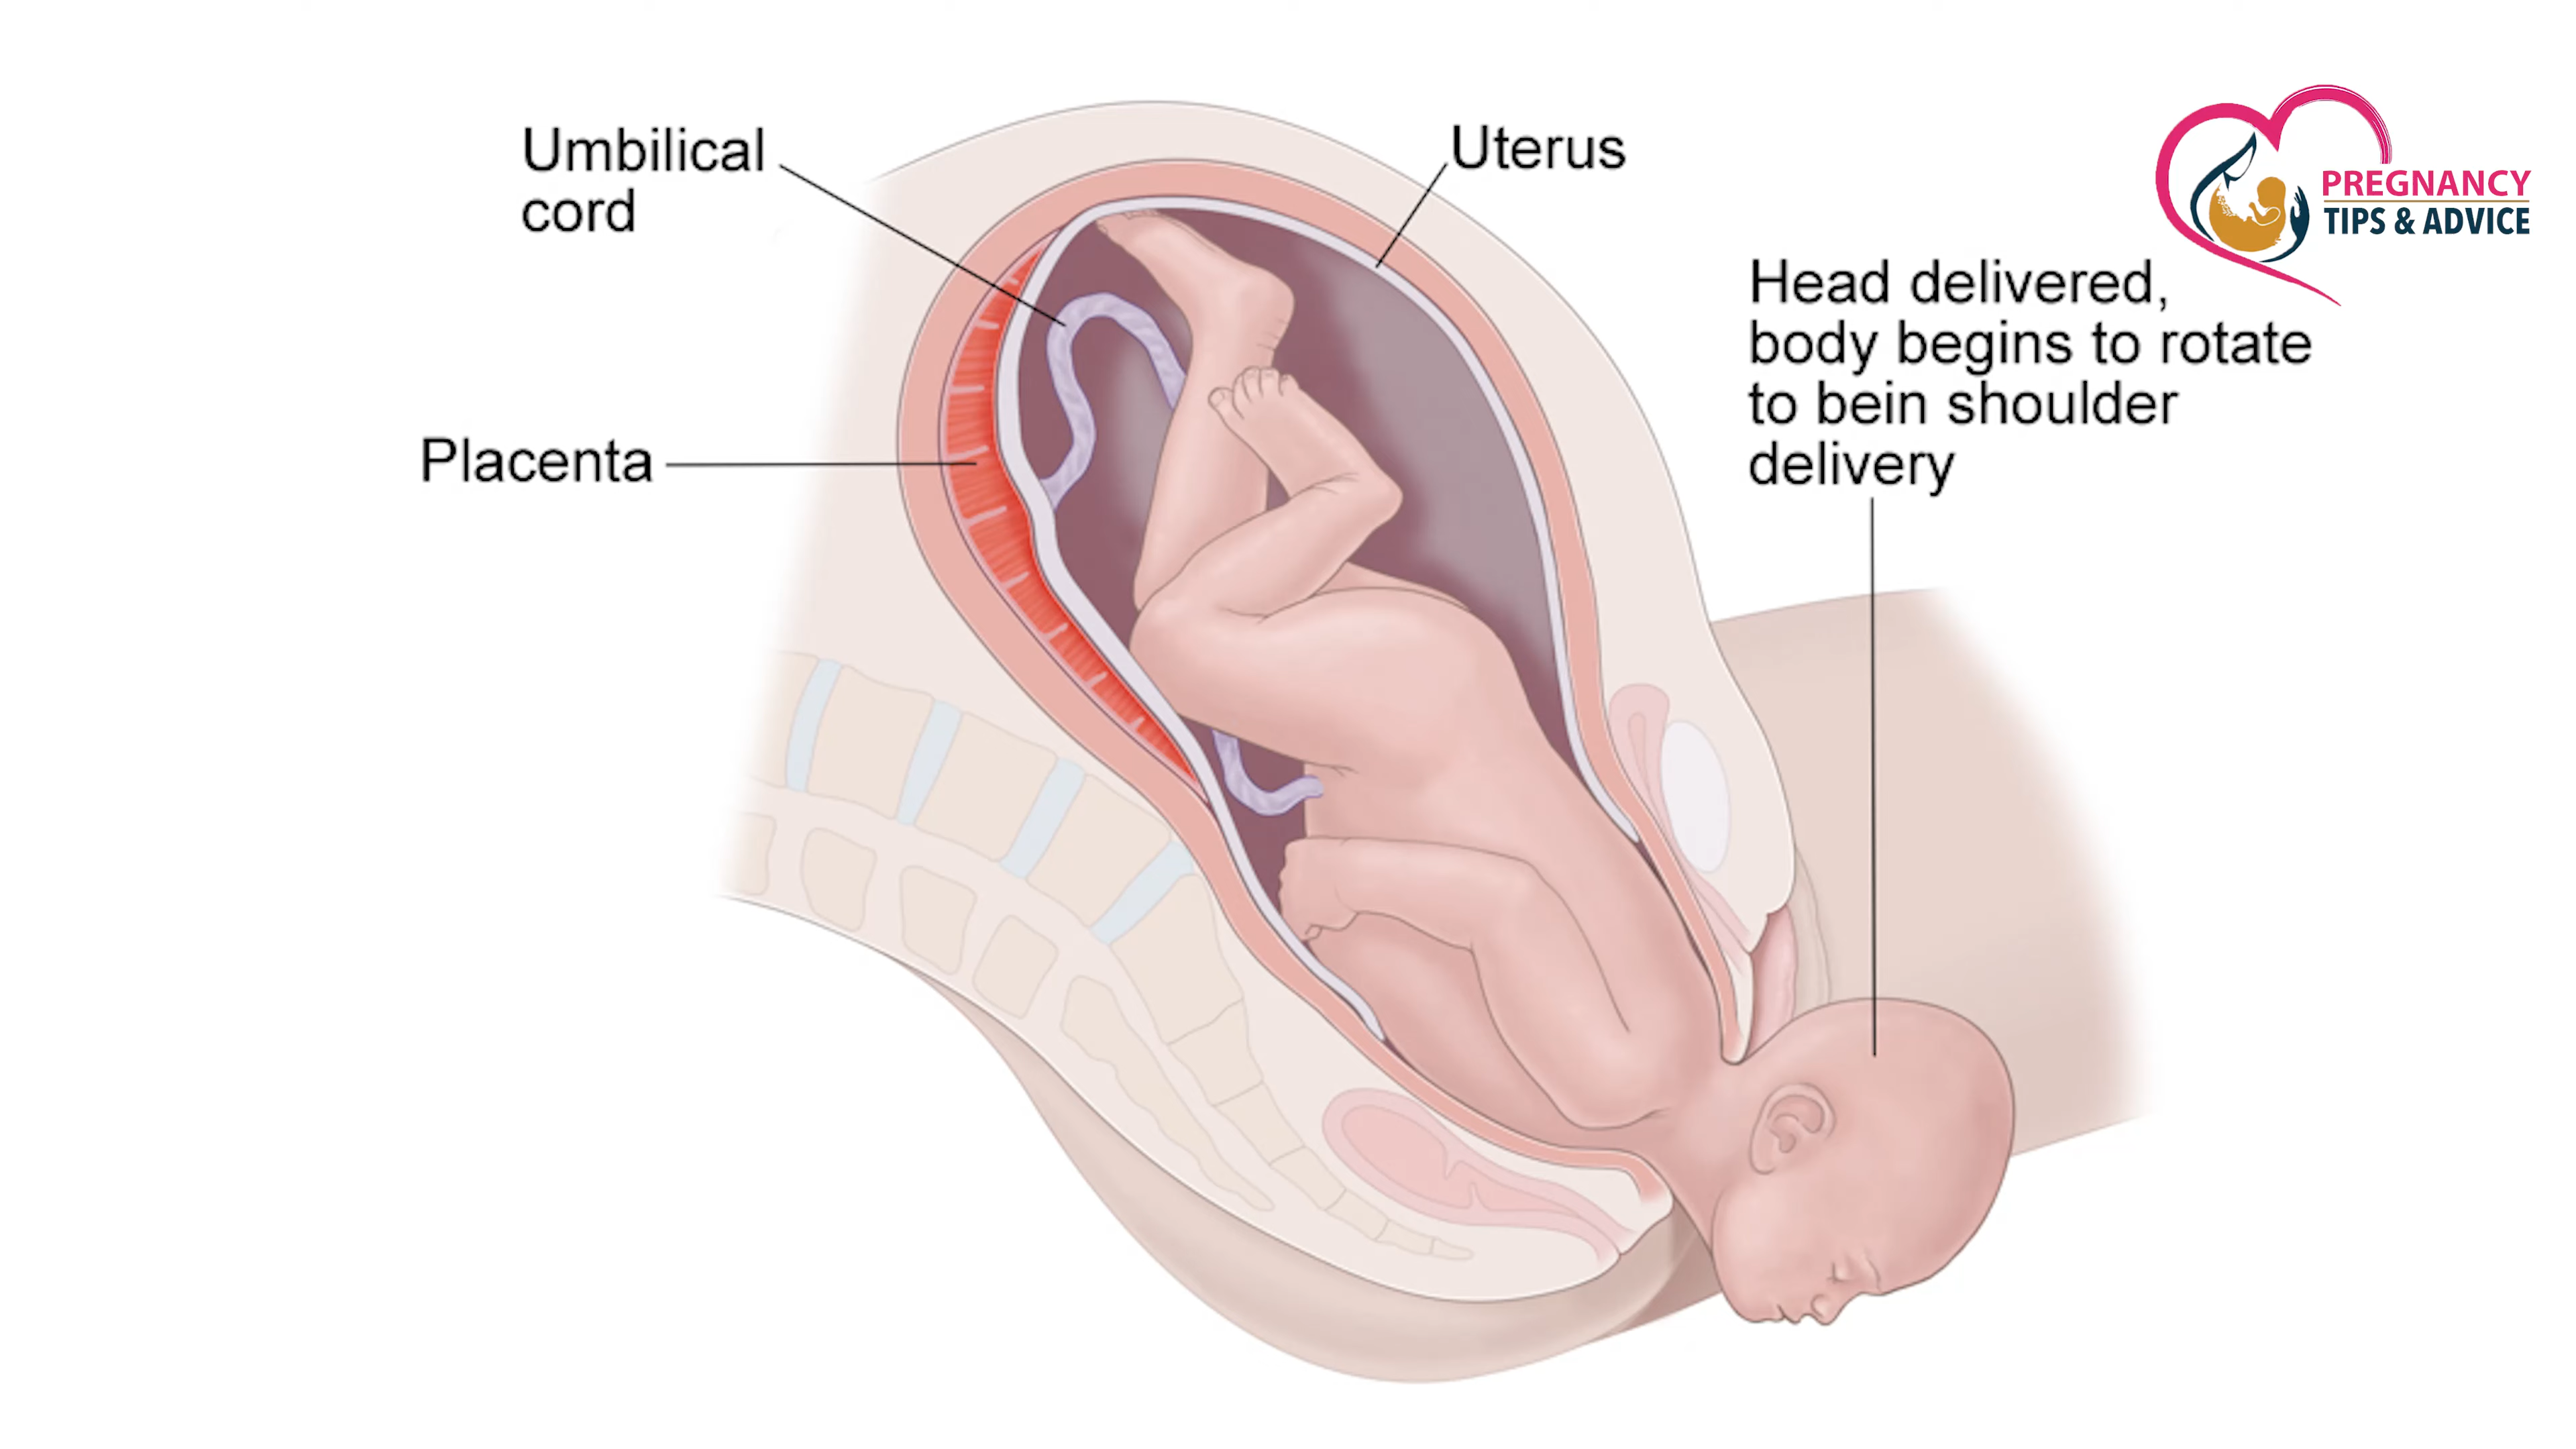 Umbilical
cord
Uterus
PREGNANCY
TIPS & ADVICE
Head delivered,
body begins to rotate
to bein shoulder
delivery
Placenta